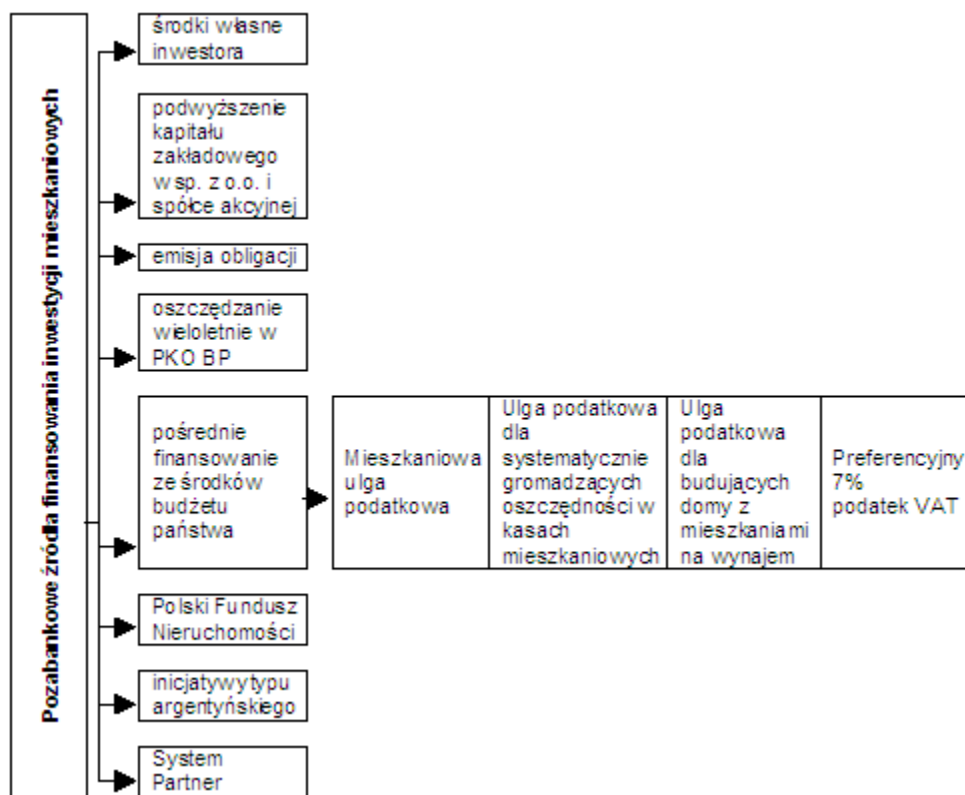 Pozabankowe źródła finansowania inwestycji mieszkaniowych
środki własne
inwestora
podwyższenie
kapitału
zakładowego
w sp. z o.o. i
spółce akcyjnej
emisja obligacji
oszczędzanie
wieloletnie w
PKO BP
pośrednie
finansowanie
ze środków
budżetu
państwa
Mieszkaniowa
ulga
podatkowa
Ulga podatkowa
dla
systematycznie
gromadzących
oszczędności w
kasach
mieszkaniowych
Ulga
podatkowa
dla
budujących
domy z
mieszkaniami
na wynajem
Preferencyjny
7%
podatek VAT
Polski Fundusz
Nieruchomości
inicjatywy typu
argentyńskiego
System
Partner